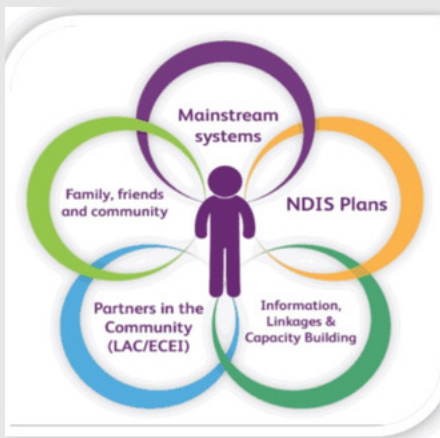 Mainstream
systems
Family, friends
and community
NDIS Plans
Partners in the
Community
(LAC/ECEI)
Information,
Linkages &
Capacity Building